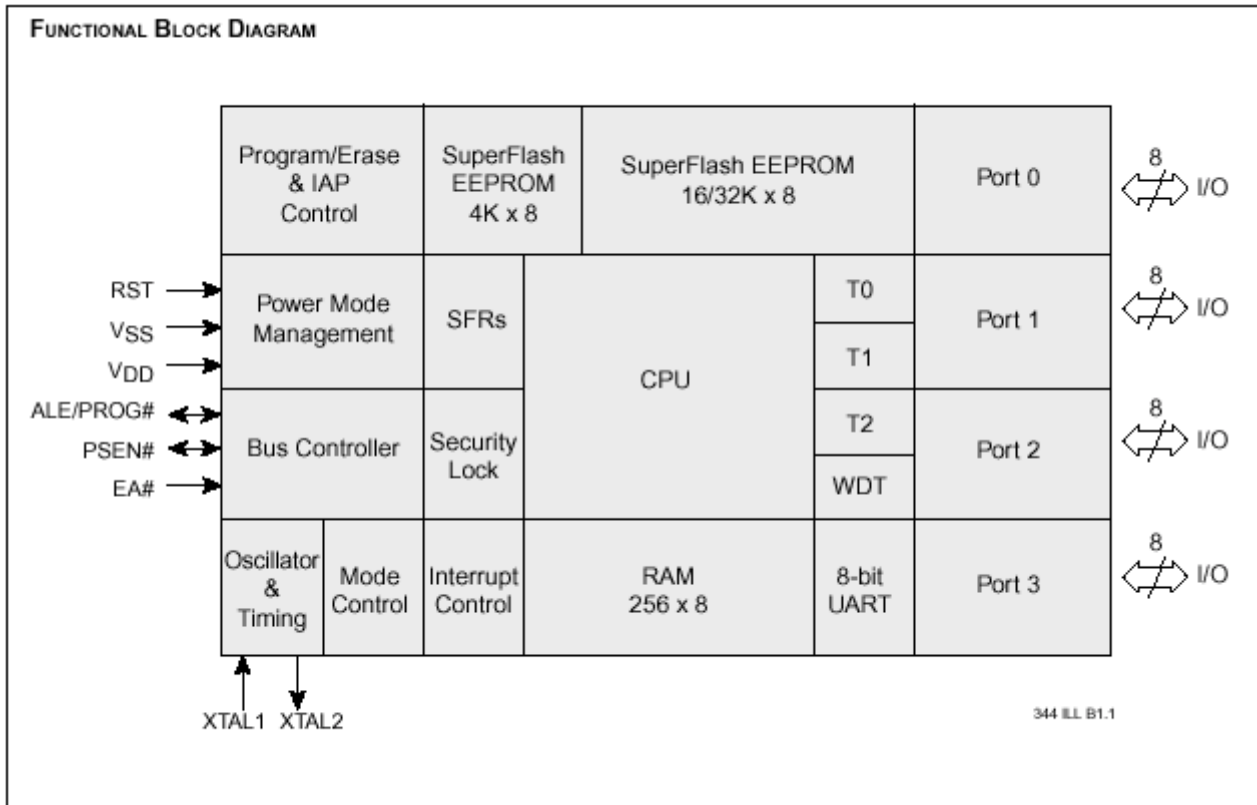 FUNCTIONAL BLOCK DIAGRAM
Program/Erase
& IAP
Control
SuperFlash
EEPROM
4K x 8
SuperFlash EEPROM
16/32K x 8
Port 0
8
I/O
RST
VSS
VDD
Power Mode
Management
SFRs
CPU
T0
T1
Port 1
8
I/O
ALE/PROG#
PSEN#
EA#
Bus Controller
Security
Lock
T2
WDT
Port 2
8
I/O
Oscillator
&
Timing
Mode
Control
Interrupt
Control
RAM
256 x 8
8-bit
UART
Port 3
8
I/O
XTAL1
XTAL2
344 ILL B1.1